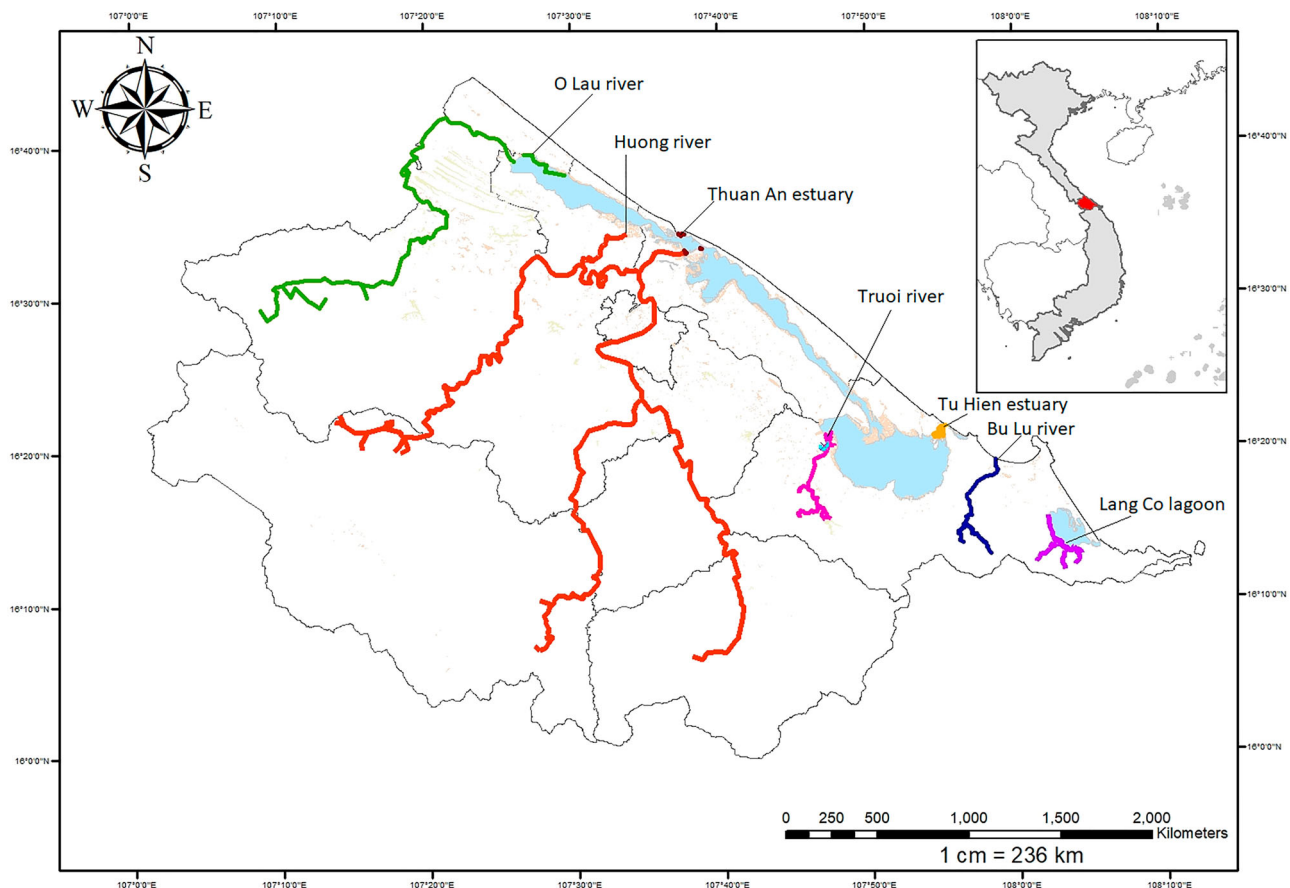 107°0'0"E 107°10'0"E 107°20'0"E 107°30'0"E 107°40'0"E 107°50'0"E 108°0'0"E 108°10'0"E
N
W E
S
O Lau river
Huong river
Thuan An estuary
Truoi river
Tu Hien estuary
Bu Lu river
Lang Co lagoon
16°40'0"N 16°40'0"N
16°30'0"N 16°30'0"N
16°20'0"N 16°20'0"N
16°10'0"N 16°10'0"N
16°0'0"N 16°0'0"N
0 250 500 1,000 1,500 2,000
Kilometers
1 cm = 236 km
107°0'0"E 107°10'0"E 107°20'0"E 107°30'0"E 107°40'0"E 107°50'0"E 108°0'0"E 108°10'0"E